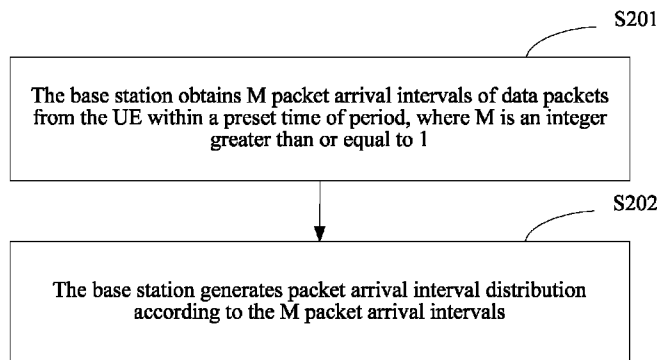 S201
The base station obtains M packet arrival intervals of data packets
from the UE within a preset time of period, where M is an integer
greater than or equal to 1
S202
The base station generates packet arrival interval distribution
according to the M packet arrival intervals